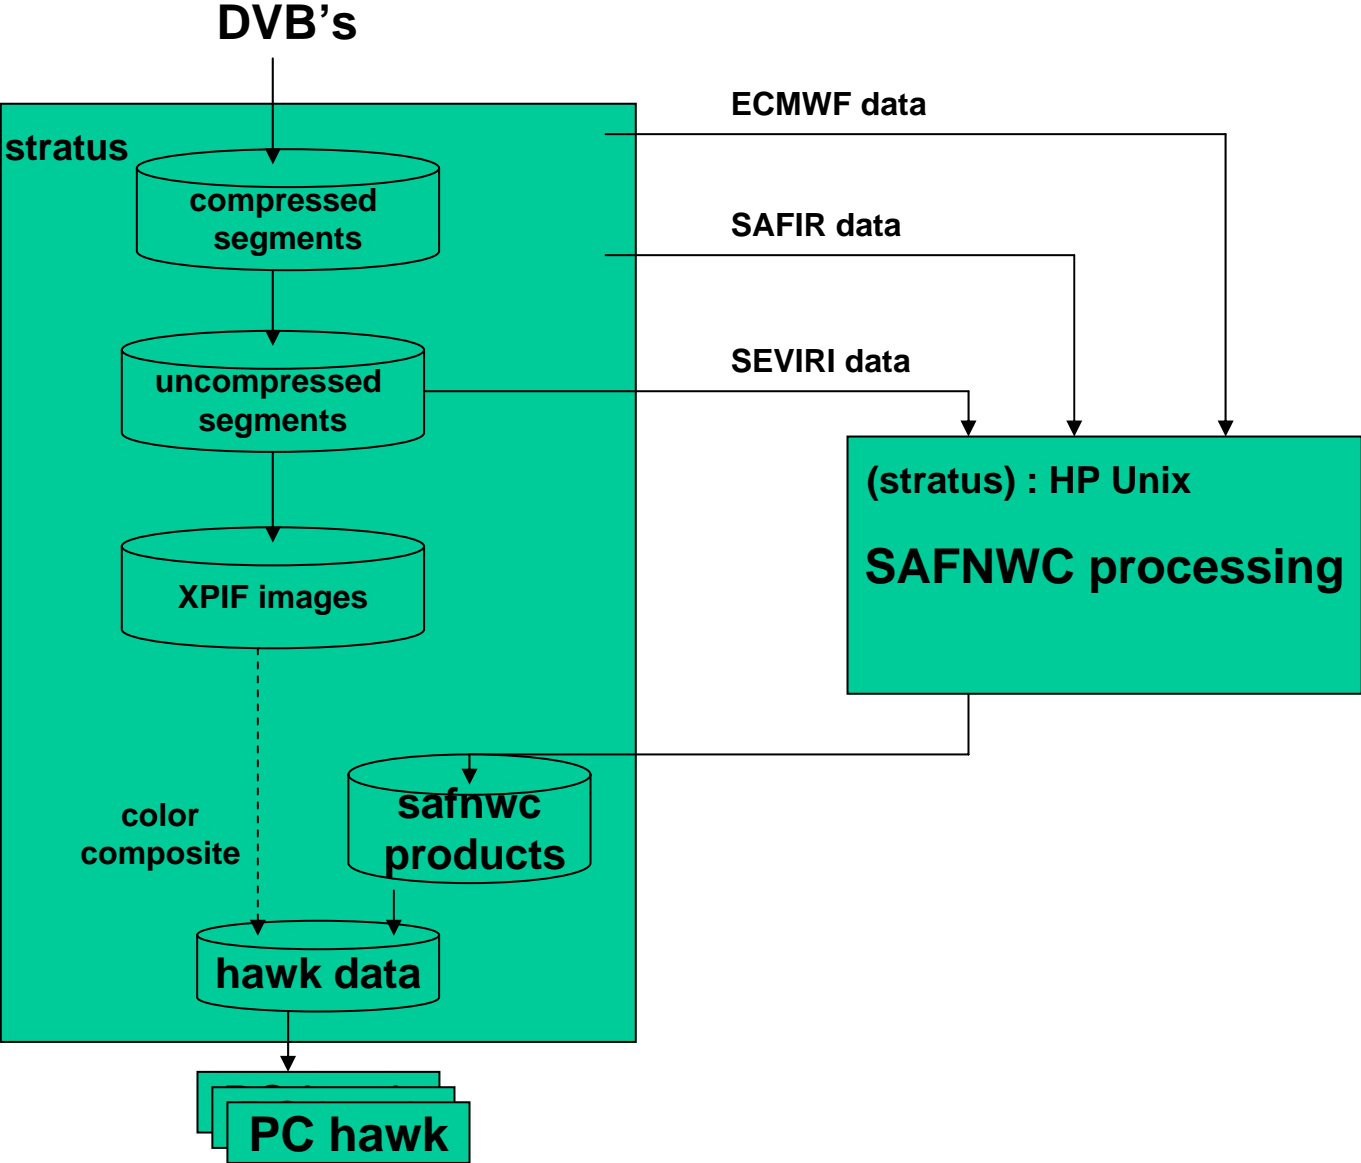 DVB's
ECMWF data
stratus
compressed
segments
SAFIR data
SEVIRI data
uncompressed
segments
(stratus) : HP Unix
SAFNWC processing
XPIF images
safnwc
products
color
composite
hawk data
PC hawk